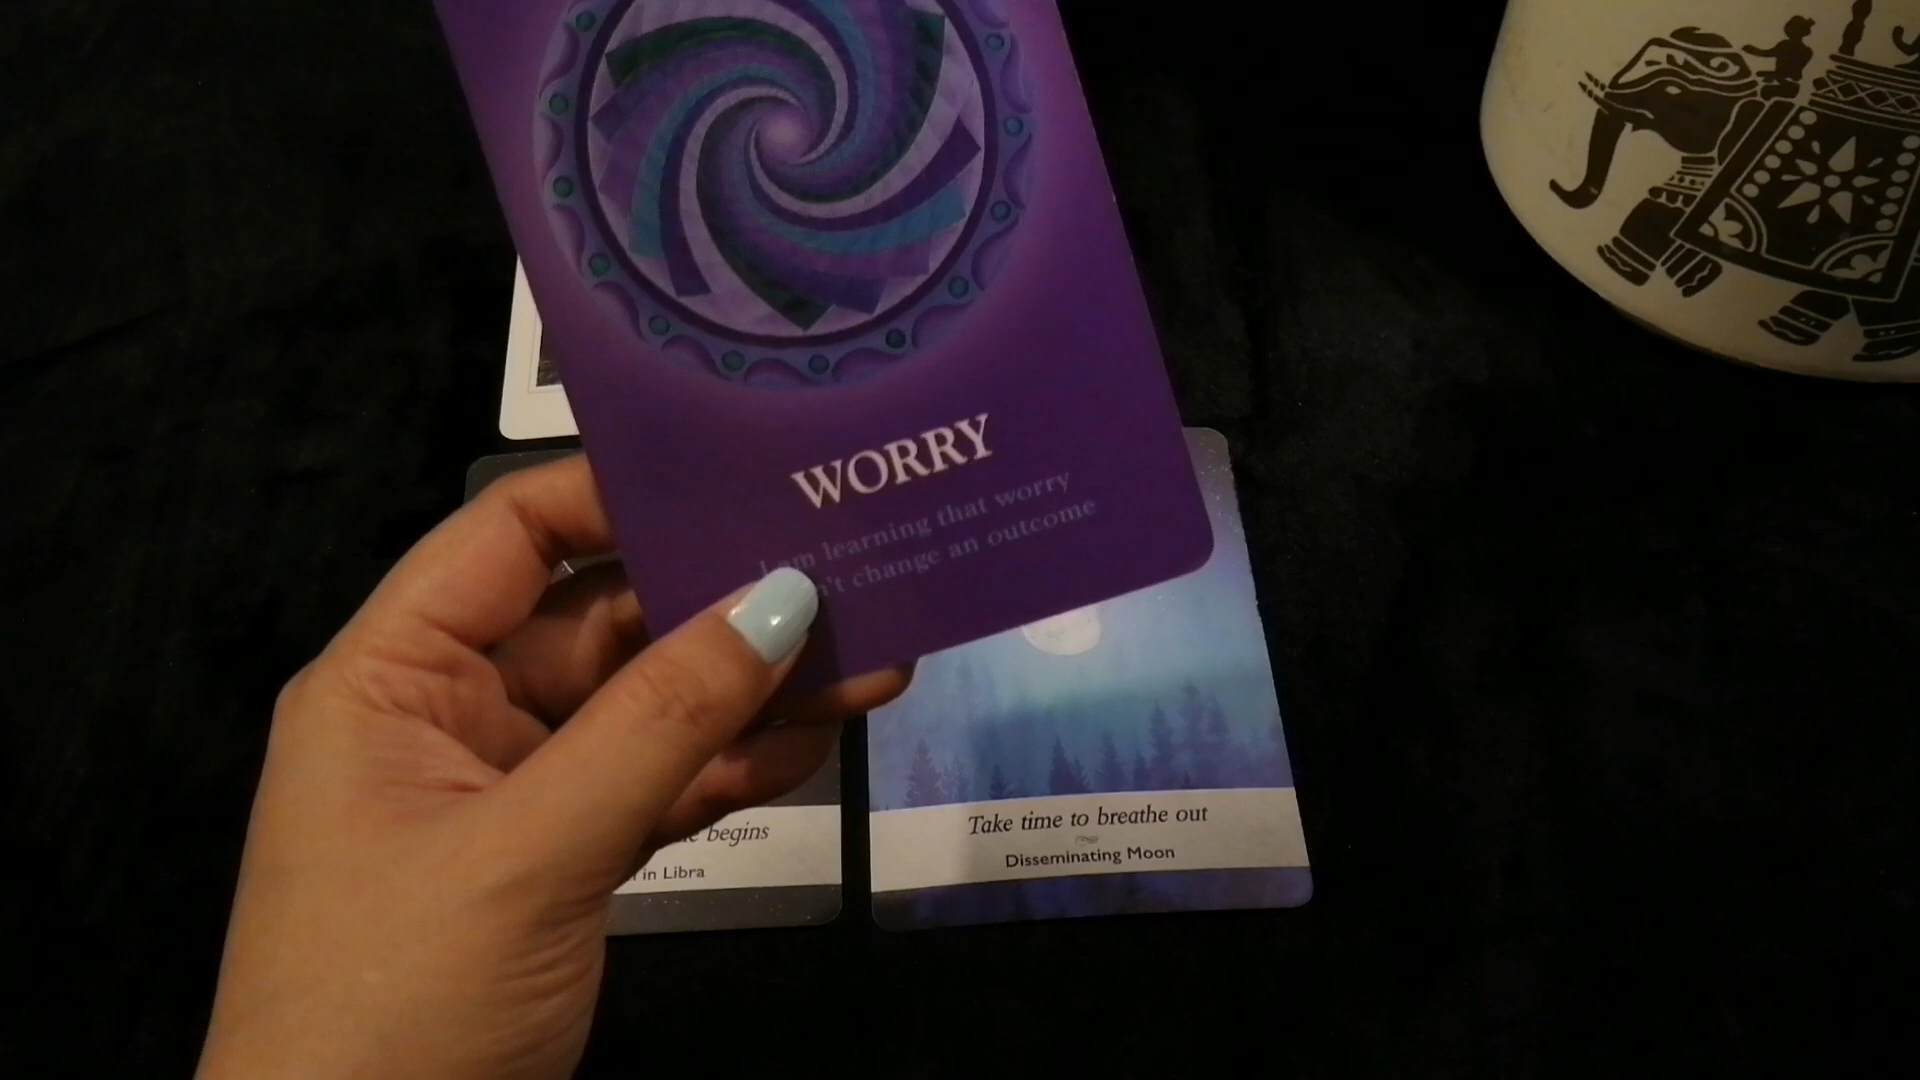 WORRY
I am learning that worry
n't change an outcome
begins
in Libra
Take time to breathe out
Disseminating Moon